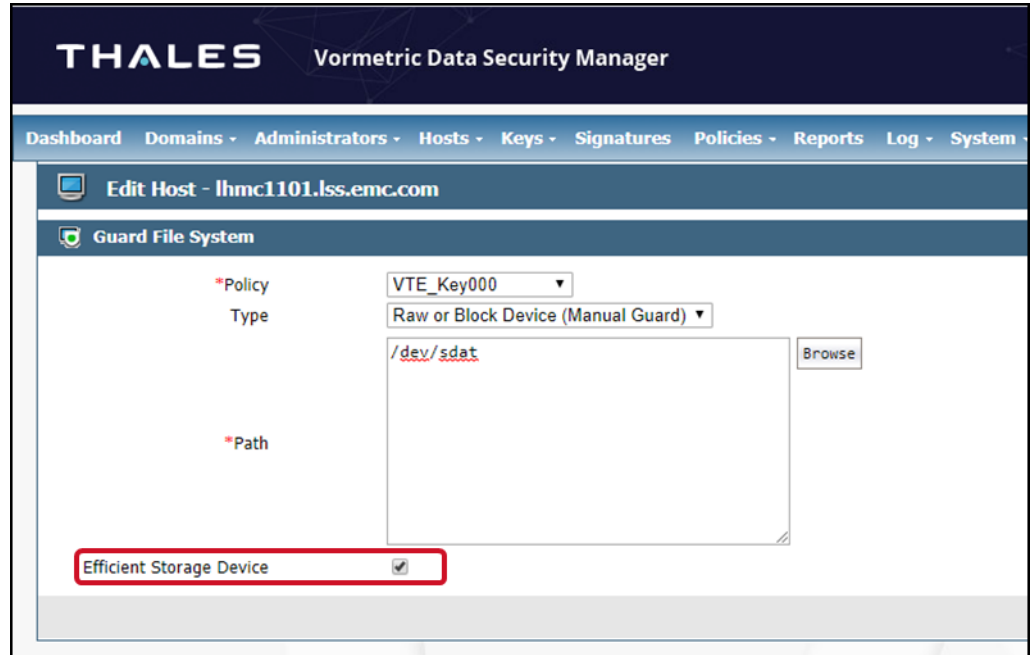 THALES Vormetric Data Security Manager
Dashboard Domains Administrators Hosts Keys Signatures Policies Reports Log System
Edit Host - lhmc1101.lss.emc.com
Guard File System
*Policy VTE_Key000
Type Raw or Block Device (Manual Guard)
/dev/sdat Browse
*Path
Efficient Storage Device